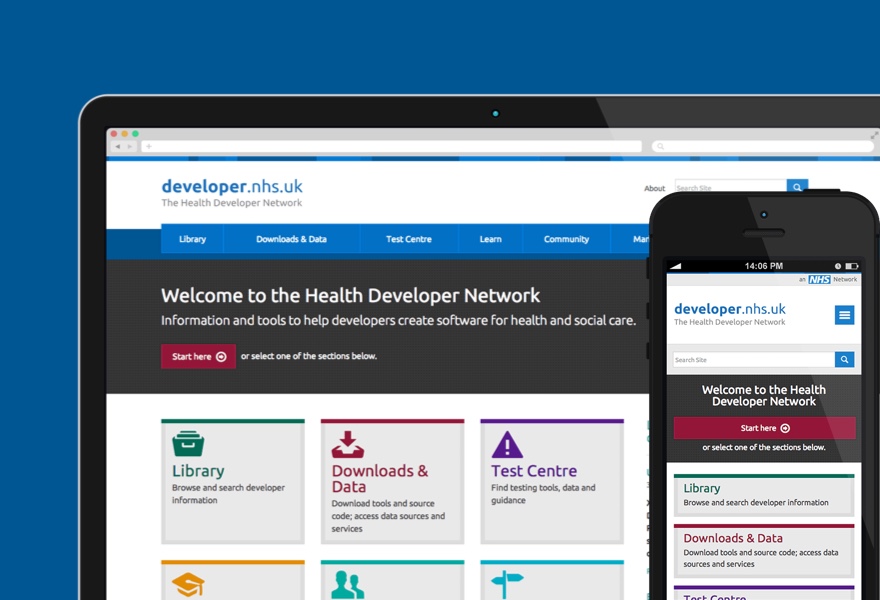 developer.nhs.uk
The Health Developer Network
About
Search Site
Library
Downloads & Data
Test Centre
Learn
Community
Welcome to the Health Developer Network
Information and tools to help developers create software for health and social care.
Start here
or select one of the sections below.
Library
Browse and search developer
information
Downloads &
Data
Download tools and source
code; access data sources and
services
Test Centre
Find testing tools, data and
guidance
14:06 PM
an NHS Network
developer.nhs.uk
The Health Developer Network
Search Site
Welcome to the Health
Developer Network
Start here
or select one of the sections below.
Library
Browse and search developer information
Downloads & Data
Download tools and source code; access data
sources and services
Test Centre